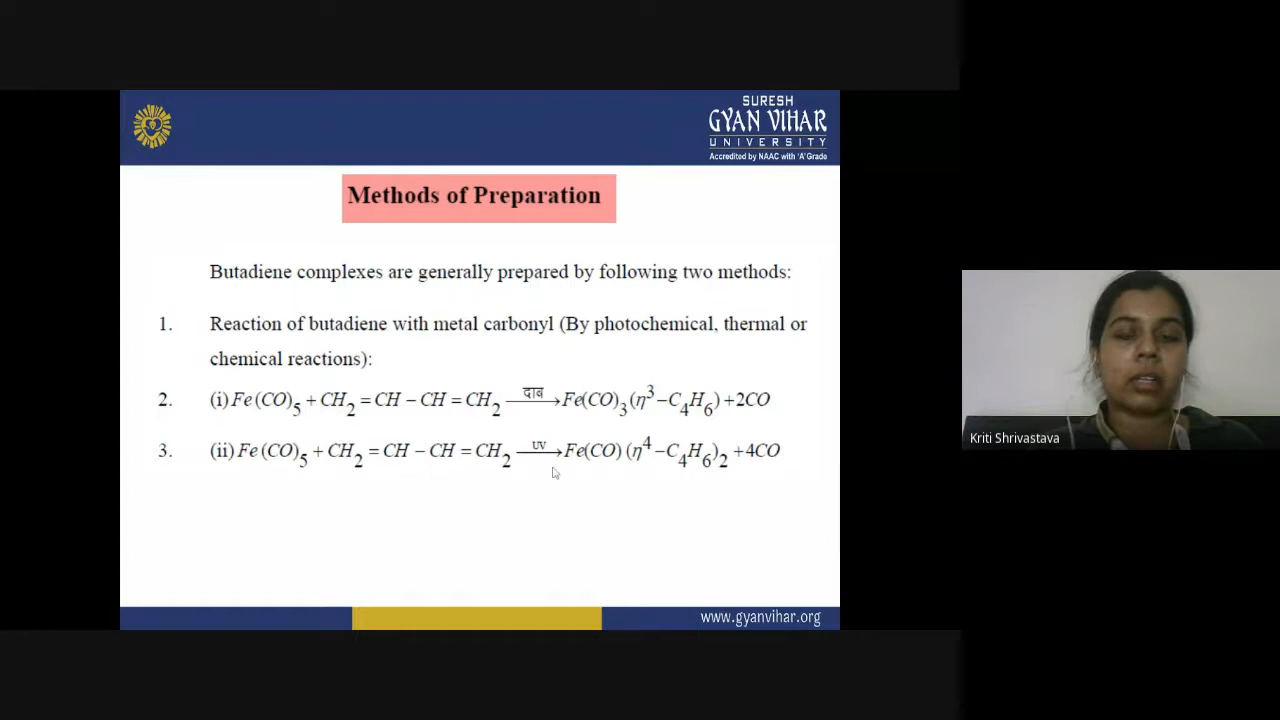 SURESH
GYAN VIHAR
UNIVERSITY
Accredited by NAAC with 'A' Grade
Methods of Preparation
Butadiene complexes are generally prepared by following two methods:
1. Reaction of butadiene with metal carbonyl (By photochemical, thermal or
chemical reactions):
2. (i) Fe(CO)₅ + CH₂ = CH − CH = CH₂ —दाब→ Fe(CO)₃(η³−C₄H₆) +2CO
3. (ii) Fe(CO)₅ + CH₂ = CH − CH = CH₂ —UV→ Fe(CO)(η⁴−C₄H₆)₂ +4CO
www.gyanvihar.org
Kriti Shrivastava